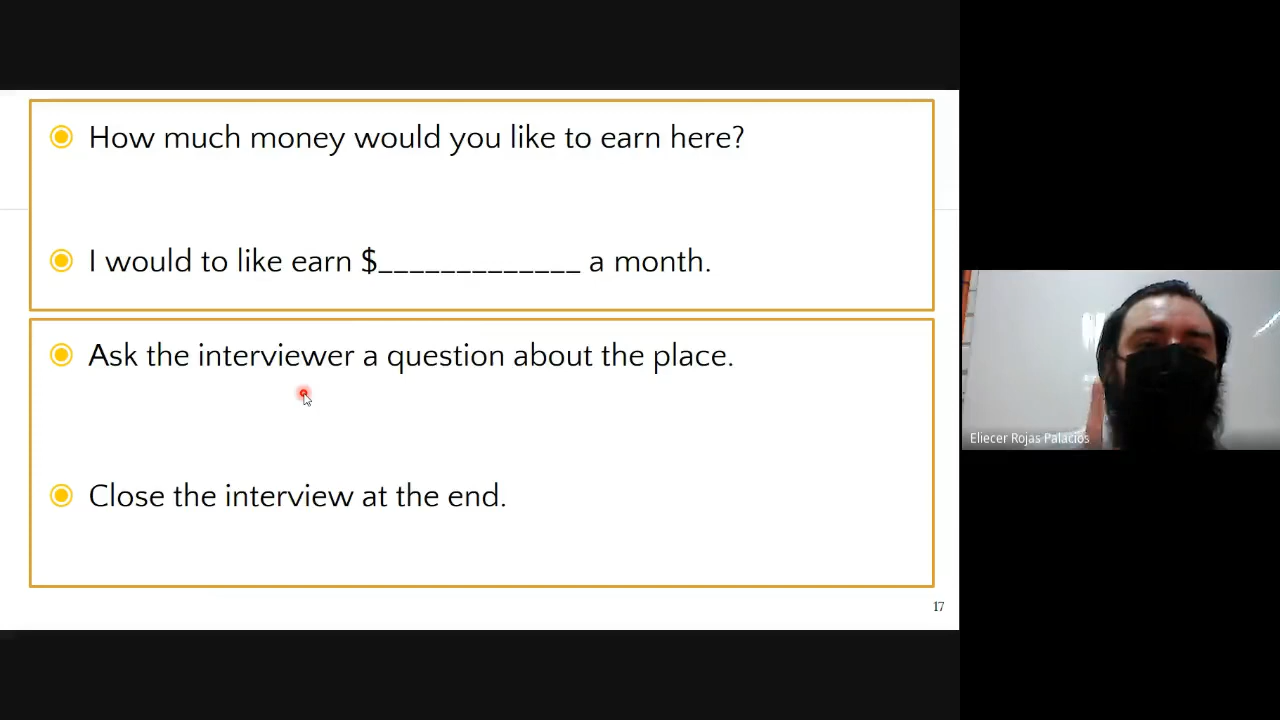 How much money would you like to earn here?
I would to like earn $_____________ a month.
Ask the interviewer a question about the place.
Close the interview at the end.
17
Eliecer Rojas Palacios